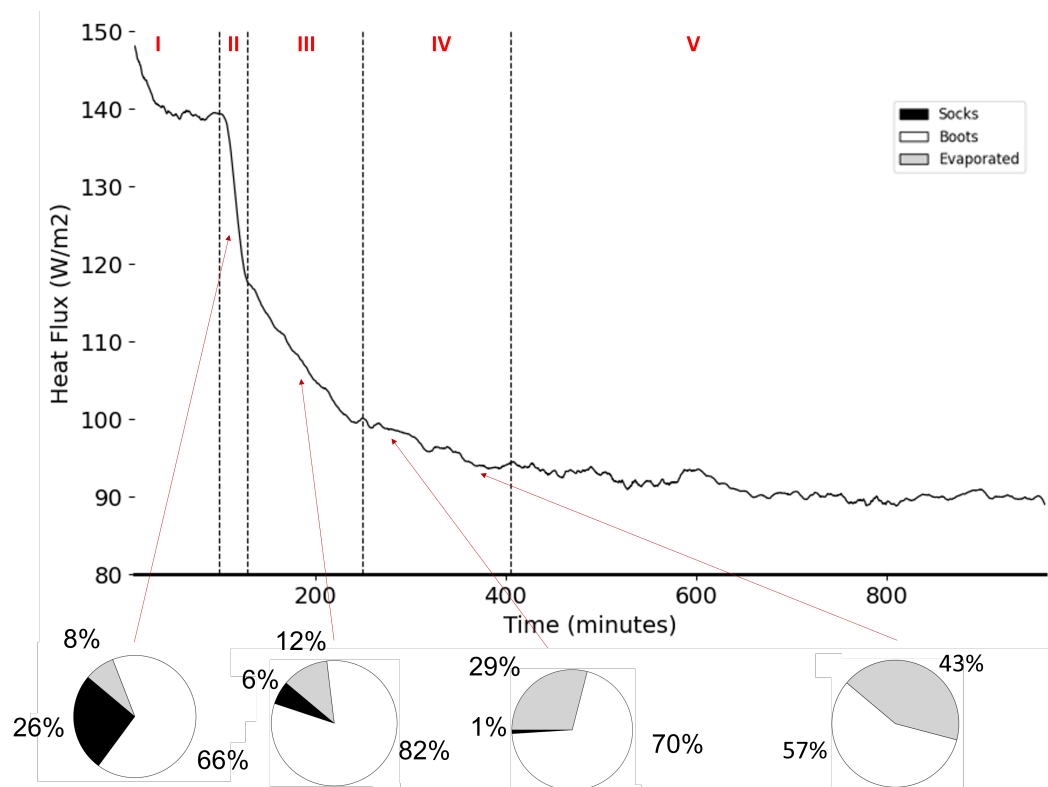 150
I II III IV V
140
Socks
Boots
Evaporated
130
120
110
100
90
80
200 400 600 800
Heat Flux (W/m2)
Time (minutes)
8%
26%
66%
12%
6%
82%
29%
1%
70%
43%
57%